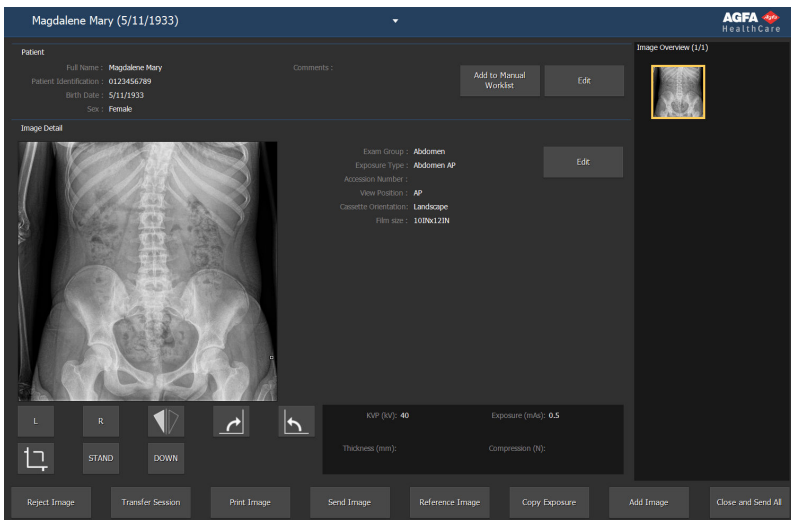 Magdalene Mary (5/11/1933)
AGFA Agfa
HealthCare
Patient
Full Name : Magdalene Mary
Patient Identification : 0123456789
Birth Date : 5/11/1933
Sex : Female
Comments :
Add to Manual
Worklist
Edit
Image Overview (1/1)
Image Detail
Exam Group : Abdomen
Exposure Type : Abdomen AP
Accession Number :
View Position : AP
Cassette Orientation: Landscape
Film size : 10INx12IN
Edit
L
R
STAND
DOWN
KVP (kV): 40
Exposure (mAs): 0.5
Thickness (mm):
Compression (N):
Reject Image
Transfer Session
Print Image
Send Image
Reference Image
Copy Exposure
Add Image
Close and Send All